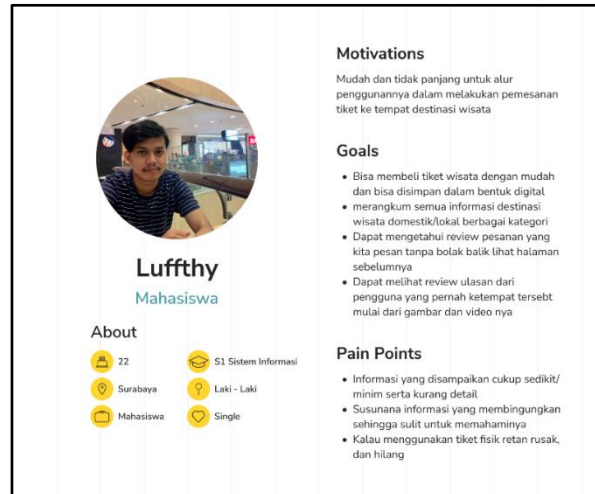 Luffthy
Mahasiswa
About
22
S1 Sistem Informasi
Surabaya
Laki - Laki
Mahasiswa
Single
Motivations
Mudah dan tidak panjang untuk alur
penggunannya dalam melakukan pemesanan
tiket ke tempat destinasi wisata
Goals
• Bisa membeli tiket wisata dengan mudah
dan bisa disimpan dalam bentuk digital
• merangkum semua informasi destinasi
wisata domestik/lokal berbagai kategori
• Dapat mengetahui review pesanan yang
kita pesan tanpa bolak balik lihat halaman
sebelumnya
• Dapat melihat review ulasan dari
pengguna yang pernah ketempat tersebt
mulai dari gambar dan video nya
Pain Points
• Informasi yang disampaikan cukup sedikit/
minim serta kurang detail
• Susunana informasi yang membingungkan
sehingga sulit untuk memahaminya
• Kalau menggunakan tiket fisik retan rusak,
dan hilang